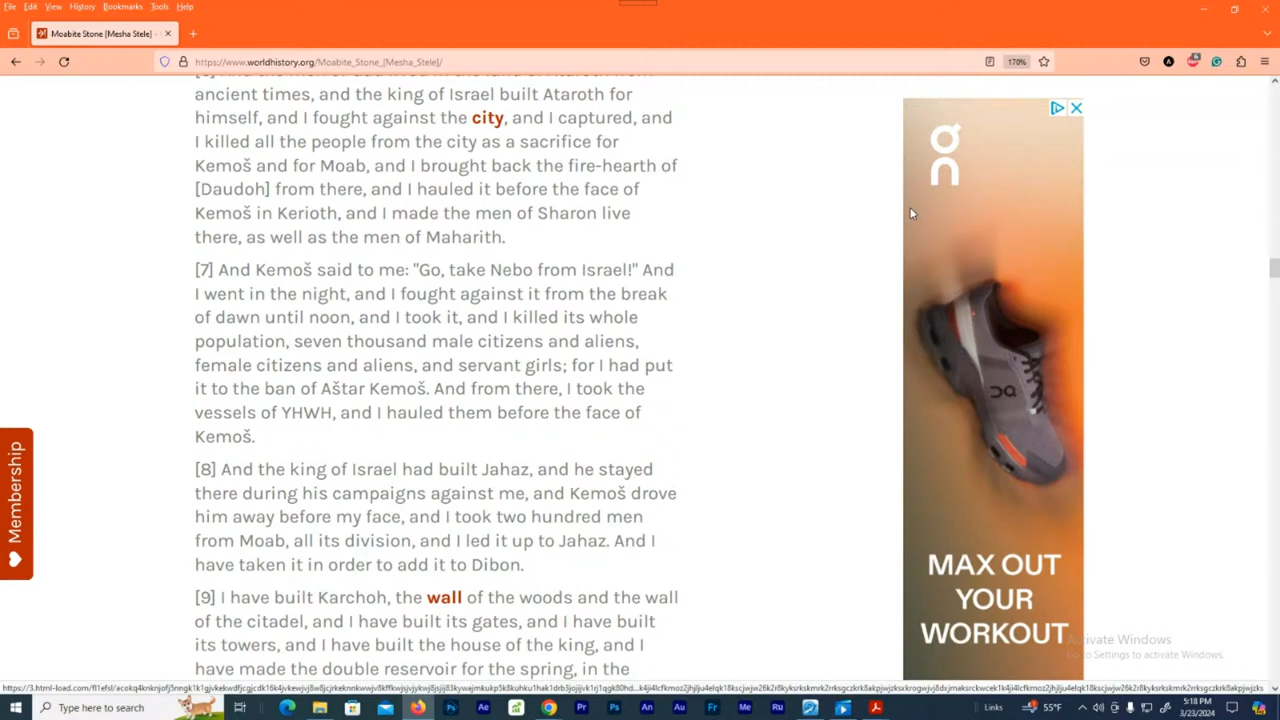 File Edit View History Bookmarks Tools Help
Moabite Stone [Mesha Stele] -
https://www.worldhistory.org/Moabite_Stone_[Mesha_Stele]/
170%
ancient times, and the king of Israel built Ataroth for
himself, and I fought against the city, and I captured, and
I killed all the people from the city as a sacrifice for
Kemoš and for Moab, and I brought back the fire-hearth of
[Daudoh] from there, and I hauled it before the face of
Kemoš in Kerioth, and I made the men of Sharon live
there, as well as the men of Maharith.
[7] And Kemoš said to me: "Go, take Nebo from Israel!" And
I went in the night, and I fought against it from the break
of dawn until noon, and I took it, and I killed its whole
population, seven thousand male citizens and aliens,
female citizens and aliens, and servant girls; for I had put
it to the ban of Aštar Kemoš. And from there, I took the
vessels of YHWH, and I hauled them before the face of
Kemoš.
[8] And the king of Israel had built Jahaz, and he stayed
there during his campaigns against me, and Kemoš drove
him away before my face, and I took two hundred men
from Moab, all its division, and I led it up to Jahaz. And I
have taken it in order to add it to Dibon.
[9] I have built Karchoh, the wall of the woods and the wall
of the citadel, and I have built its gates, and I have built
its towers, and I have built the house of the king, and I
have made the double reservoir for the spring, in the
Membership
MAX OUT
YOUR
WORKOUT
Activate Windows
Go to Settings to activate Windows.
Type here to search
Ps Ae Pr Ps An Au Fr Me Ru
Links
55°F
5:18 PM
3/23/2024